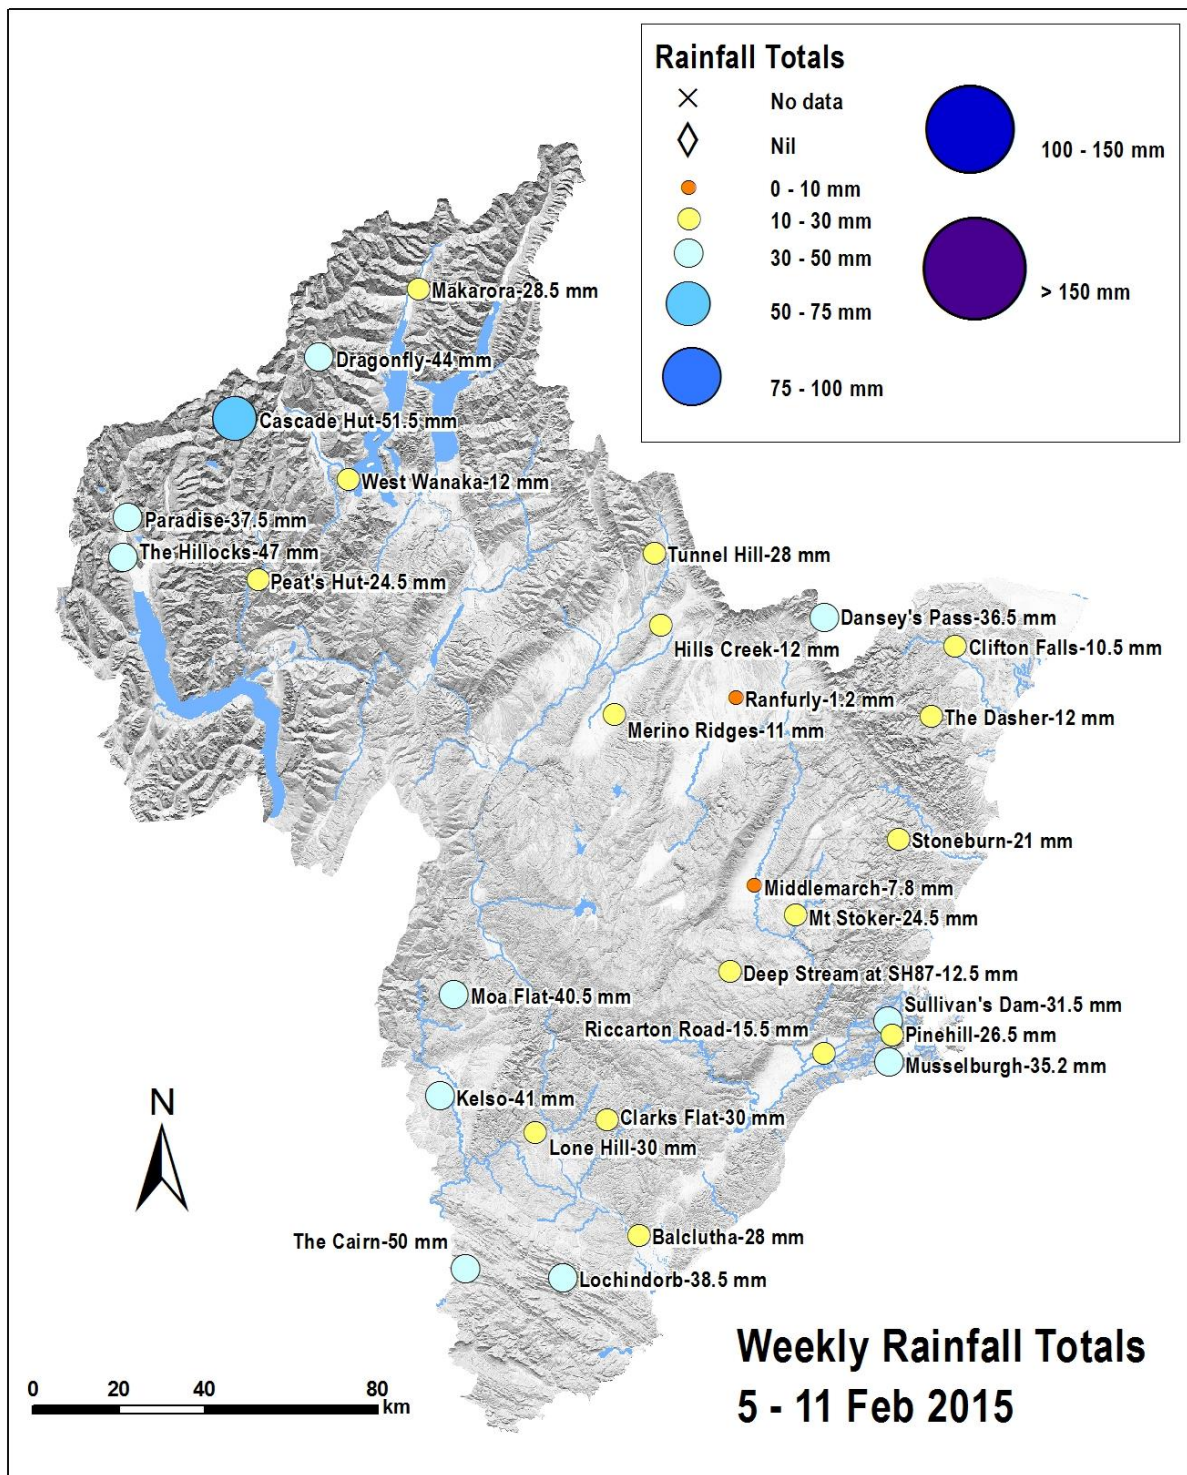 Rainfall Totals
No data
Nil
0 - 10 mm
10 - 30 mm
30 - 50 mm
50 - 75 mm
75 - 100 mm
100 - 150 mm
> 150 mm
Makarora-28.5 mm
Dragonfly-44 mm
Cascade Hut-51.5 mm
West Wanaka-12 mm
Paradise-37.5 mm
The Hillocks-47 mm
Peat's Hut-24.5 mm
Tunnel Hill-28 mm
Dansey's Pass-36.5 mm
Hills Creek-12 mm
Clifton Falls-10.5 mm
Ranfurly-1.2 mm
The Dasher-12 mm
Merino Ridges-11 mm
Stoneburn-21 mm
Middlemarch-7.8 mm
Mt Stoker-24.5 mm
Deep Stream at SH87-12.5 mm
Moa Flat-40.5 mm
Sullivan's Dam-31.5 mm
Riccarton Road-15.5 mm
Pinehill-26.5 mm
Musselburgh-35.2 mm
Kelso-41 mm
Clarks Flat-30 mm
Lone Hill-30 mm
Balclutha-28 mm
The Cairn-50 mm
Lochindorb-38.5 mm
N
0 20 40 80
km
Weekly Rainfall Totals
5 - 11 Feb 2015